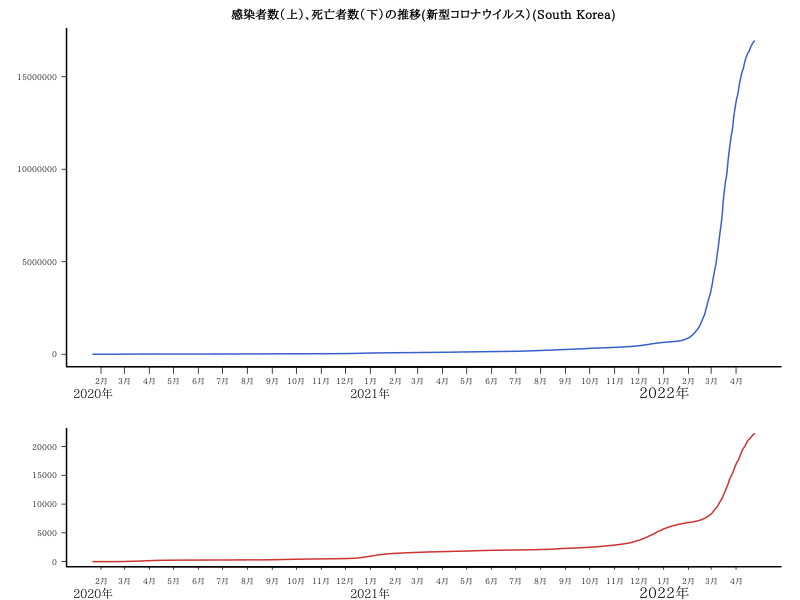 感染者数(上)、死亡者数(下)の推移(新型コロナウイルス)(South Korea)
15000000
10000000
5000000
0
2月 3月 4月 5月 6月 7月 8月 9月 10月 11月 12月 1月 2月 3月 4月 5月 6月 7月 8月 9月 10月 11月 12月 1月 2月 3月 4月
2020年 2021年 2022年
20000
15000
10000
5000
0
2月 3月 4月 5月 6月 7月 8月 9月 10月 11月 12月 1月 2月 3月 4月 5月 6月 7月 8月 9月 10月 11月 12月 1月 2月 3月 4月
2020年 2021年 2022年